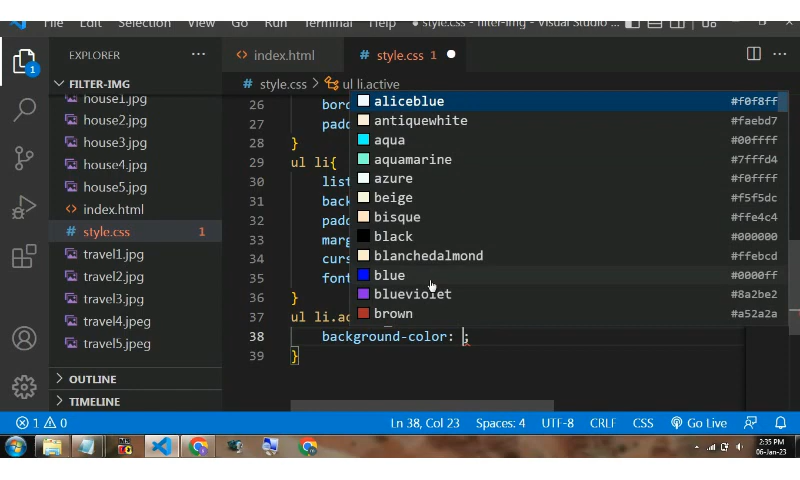 File Edit Selection View Go Run Terminal Help • style.css - filter-img - Visual Studio ...
EXPLORER ... <> index.html # style.css 1 ●
FILTER-IMG # style.css > ul li.active
house1.jpg
house2.jpg
house3.jpg
house4.jpg
house5.jpg
<> index.html
# style.css 1
travel1.jpg
travel2.jpg
travel3.jpg
travel4.jpeg
travel5.jpeg
OUTLINE
TIMELINE
1
26 bord
27 padd
28 }
29 ul li{
30 list
31 back
32 padd
33 marg
34 curs
35 font
36 }
37 ul li.ac
38 background-color: ;
39 }
aliceblue #f0f8ff
antiquewhite #faebd7
aqua #00ffff
aquamarine #7fffd4
azure #f0ffff
beige #f5f5dc
bisque #ffe4c4
black #000000
blanchedalmond #ffebcd
blue #0000ff
blueviolet #8a2be2
brown #a52a2a
1 0 Ln 38, Col 23 Spaces: 4 UTF-8 CRLF CSS Go Live
2:35 PM
06-Jan-23